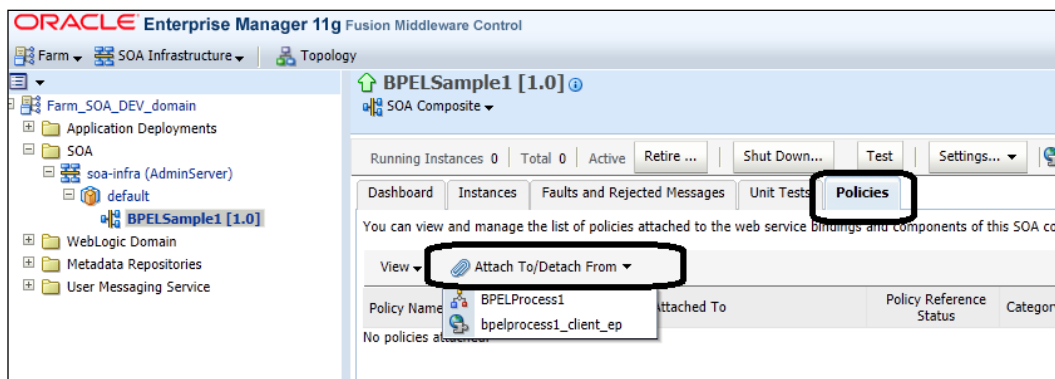 ORACLE Enterprise Manager 11g Fusion Middleware Control
Farm SOA Infrastructure Topology
Farm_SOA_DEV_domain
Application Deployments
SOA
soa-infra (AdminServer)
default
BPELSample1 [1.0]
WebLogic Domain
Metadata Repositories
User Messaging Service
BPELSample1 [1.0]
SOA Composite
Running Instances 0 Total 0 Active Retire ... Shut Down... Test Settings...
Dashboard Instances Faults and Rejected Messages Unit Tests Policies
You can view and manage the list of policies attached to the web service bindings and components of this SOA co
View Attach To/Detach From
BPELProcess1
bpelprocess1_client_ep
Policy Name Attached To Policy Reference Status Categor
No policies attached.